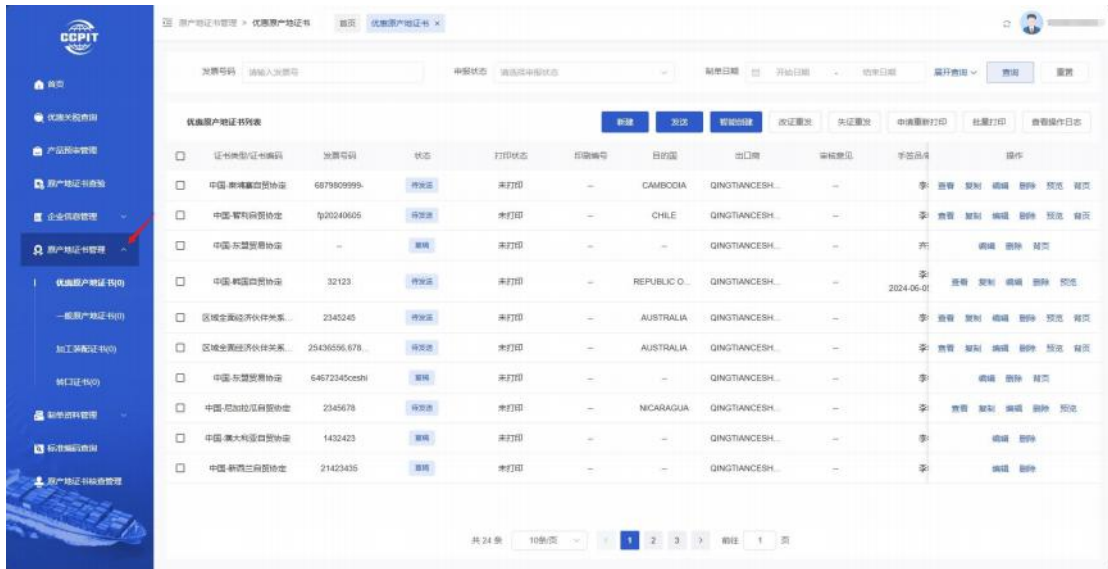 CCPIT
首页
优惠关税查询
产品预审管理
原产地证书查验
企业信息管理
原产地证书管理
优惠原产地证书(0)
一般原产地证书(0)
加工装配证书(0)
转口证书(0)
制单资料管理
标准编码查询
原产地证书核查管理
原产地证书管理 > 优惠原产地证书 首页 优惠原产地证书 ×
发票号码 请输入发票号 申报状态 请选择申报状态 制单日期 开始日期 - 结束日期 展开查询 查询 重置
优惠原产地证书列表 新建 发送 智能创建 改证重发 失证重发 申请重新打印 批量打印 查看操作日志
证书类型/证书编码 发票号码 状态 打印状态 印刷编号 目的国 出口商 审核意见 手签员/ 操作
中国-柬埔寨自贸协定 6879809999- 待发送 未打印 -- CAMBODIA QINGTIANCESH... -- 李 查看 复制 编辑 删除 预览 背页
中国-智利自贸协定 fp20240605 待发送 未打印 -- CHILE QINGTIANCESH... -- 李 查看 复制 编辑 删除 预览 背页
中国-东盟贸易协定 -- 草稿 未打印 -- -- QINGTIANCESH... -- 编辑 删除 背页
中国-韩国自贸协定 32123 待发送 未打印 -- REPUBLIC O... QINGTIANCESH... -- 李 2024-06-0 查看 复制 编辑 删除 预览
区域全面经济伙伴关系... 2345245 待发送 未打印 -- AUSTRALIA QINGTIANCESH... -- 李 查看 复制 编辑 删除 预览 背页
区域全面经济伙伴关系... 25436556,678... 待发送 未打印 -- AUSTRALIA QINGTIANCESH... -- 李 查看 复制 编辑 删除 预览 背页
中国-东盟贸易协定 64672345ceshi 草稿 未打印 -- -- QINGTIANCESH... -- 李 编辑 删除 背页
中国-尼加拉瓜自贸协定 2345678 待发送 未打印 -- NICARAGUA QINGTIANCESH... -- 李 查看 复制 编辑 删除 预览
中国-澳大利亚自贸协定 1432423 草稿 未打印 -- -- QINGTIANCESH... -- 李 编辑 删除
中国-新西兰自贸协定 21423435 草稿 未打印 -- -- QINGTIANCESH... -- 李 编辑 删除
共 24 条 10条/页 < 1 2 3 > 前往 1 页